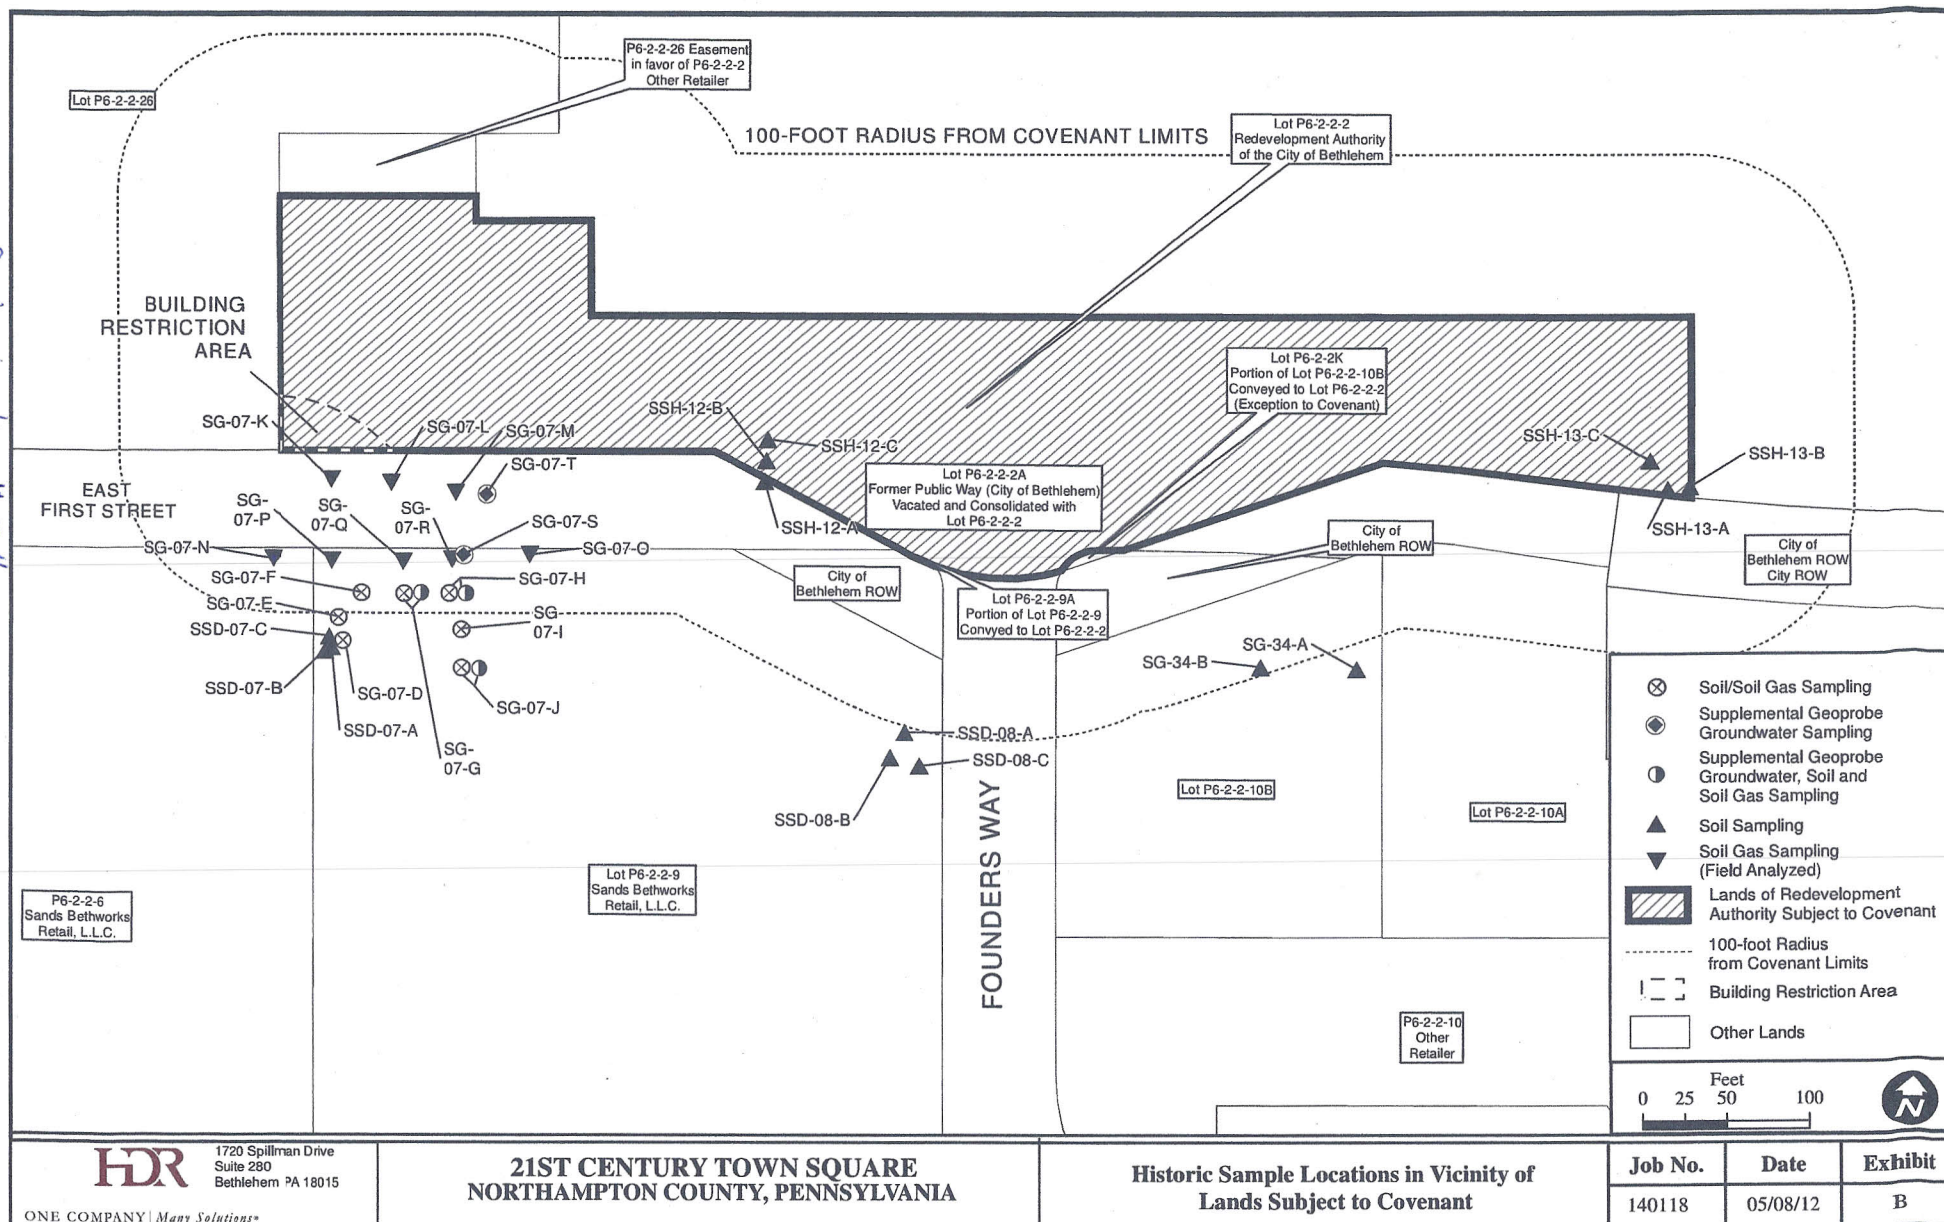 P6-2-2-26 Easement
in favor of P6-2-2-2
Other Retailer
Lot P6-2-2-26
100-FOOT RADIUS FROM COVENANT LIMITS
Lot P6-2-2-2
Redevelopment Authority
of the City of Bethlehem
BUILDING
RESTRICTION
AREA
Lot P6-2-2K
Portion of Lot P6-2-2-10B
Conveyed to Lot P6-2-2-2
(Exception to Covenant)
SG-07-K
SG-07-L
SG-07-M
SSH-12-B
SSH-12-C
SSH-13-C
SSH-13-B
SG-07-T
EAST
FIRST STREET
SG-
07-P
SG-
07-Q
SG-
07-R
SG-07-S
Lot P6-2-2-2A
Former Public Way (City of Bethlehem)
Vacated and Consolidated with
Lot P6-2-2-2
SSH-12-A
SSH-13-A
SG-07-N
SG-07-O
City of
Bethlehem ROW
City of
Bethlehem ROW
City ROW
SG-07-F
SG-07-H
City of
Bethlehem ROW
SG-07-E
SG
07-I
Lot P6-2-2-9A
Portion of Lot P6-2-2-9
Convyed to Lot P6-2-2-2
SSD-07-C
SG-34-A
SG-34-B
SSD-07-B
SG-07-D
SG-07-J
SSD-07-A
SG-
07-G
SSD-08-A
SSD-08-C
SSD-08-B
FOUNDERS WAY
Lot P6-2-2-10B
Lot P6-2-2-10A
P6-2-2-6
Sands Bethworks
Retail, L.L.C.
Lot P6-2-2-9
Sands Bethworks
Retail, L.L.C.
P6-2-2-10
Other
Retailer
Soil/Soil Gas Sampling
Supplemental Geoprobe
Groundwater Sampling
Supplemental Geoprobe
Groundwater, Soil and
Soil Gas Sampling
Soil Sampling
Soil Gas Sampling
(Field Analyzed)
Lands of Redevelopment
Authority Subject to Covenant
100-foot Radius
from Covenant Limits
Building Restriction Area
Other Lands
Feet
0 25 50 100
N
HDR
1720 Spillman Drive
Suite 280
Bethlehem PA 18015
ONE COMPANY | Many Solutions
21ST CENTURY TOWN SQUARE
NORTHAMPTON COUNTY, PENNSYLVANIA
Historic Sample Locations in Vicinity of
Lands Subject to Covenant
Job No.
140118
Date
05/08/12
Exhibit
B